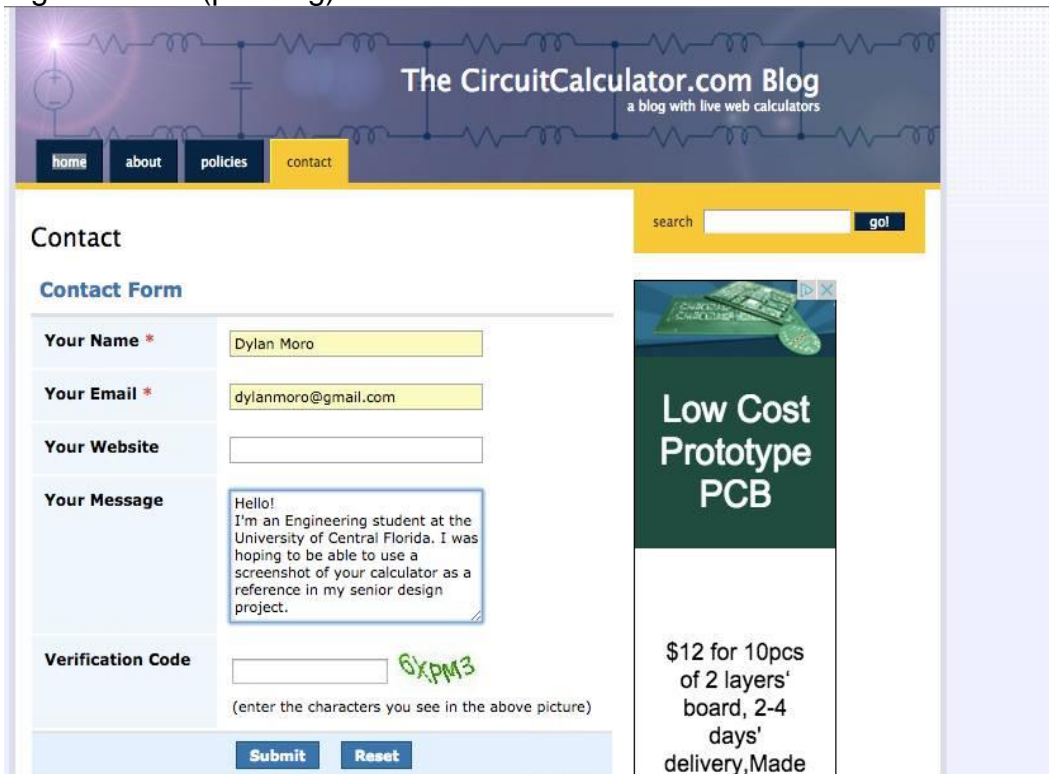 The CircuitCalculator.com Blog
a blog with live web calculators
home about policies contact
search go!
Contact
Contact Form
Your Name *
Dylan Moro
Your Email *
dylanmoro@gmail.com
Your Website
Your Message
Hello!
I'm an Engineering student at the
University of Central Florida. I was
hoping to be able to use a
screenshot of your calculator as a
reference in my senior design
project.
Verification Code
6XPM3
(enter the characters you see in the above picture)
Submit Reset
Low Cost
Prototype
PCB
$12 for 10pcs
of 2 layers'
board, 2-4
days'
delivery,Made